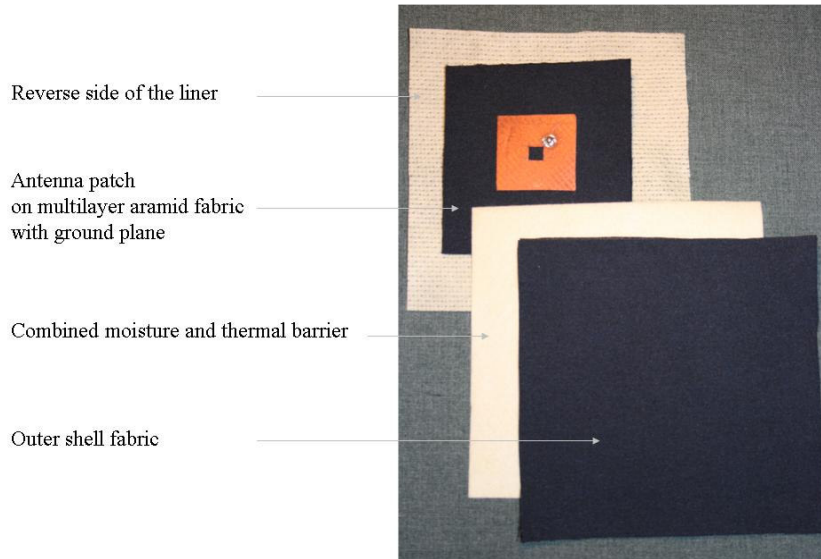 Reverse side of the liner
Antenna patch
on multilayer aramid fabric
with ground plane
Combined moisture and thermal barrier
Outer shell fabric